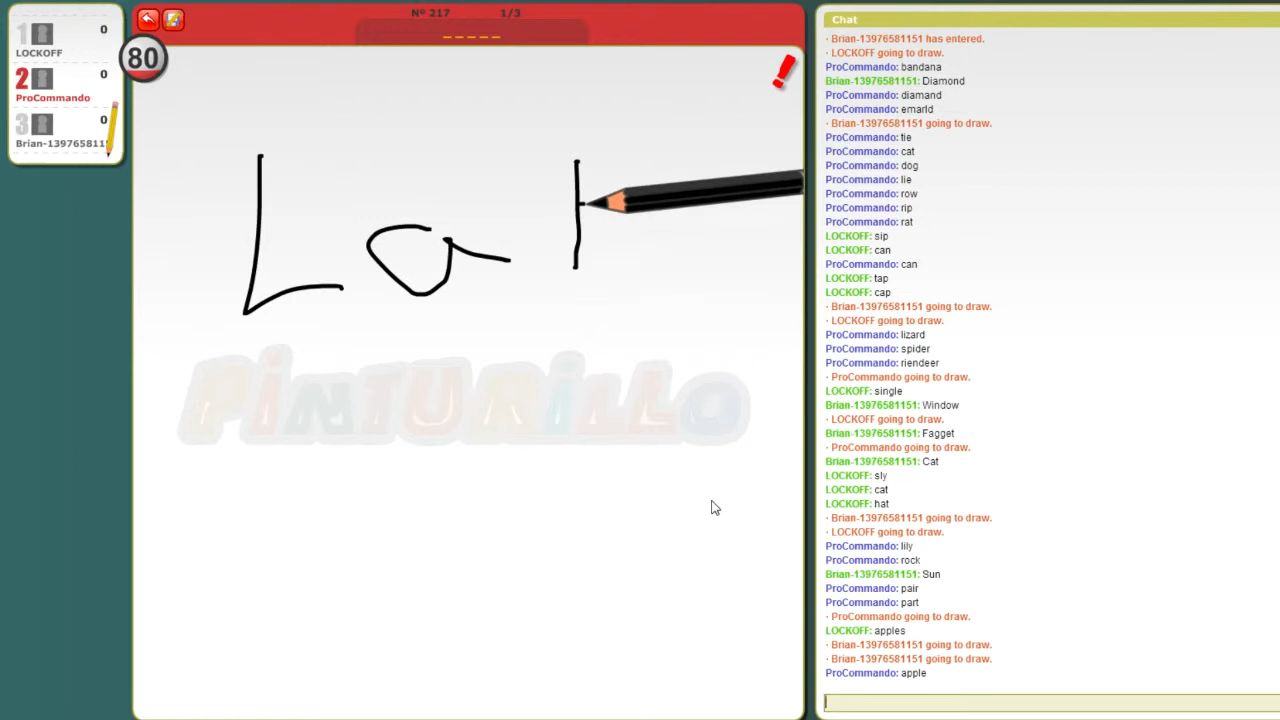 1 0
LOCKOFF
2 0
ProCommando
3 0
Brian-139765811
80
Nº 217 1/3
_ _ _ _ _
La
PINTURILLO
Chat
· Brian-13976581151 has entered.
· LOCKOFF going to draw.
ProCommando: bandana
Brian-13976581151: Diamond
ProCommando: diamand
ProCommando: emarld
· Brian-13976581151 going to draw.
ProCommando: tie
ProCommando: cat
ProCommando: dog
ProCommando: lie
ProCommando: row
ProCommando: rip
ProCommando: rat
LOCKOFF: sip
LOCKOFF: can
ProCommando: can
LOCKOFF: tap
LOCKOFF: cap
· Brian-13976581151 going to draw.
· LOCKOFF going to draw.
ProCommando: lizard
ProCommando: spider
ProCommando: riendeer
· ProCommando going to draw.
LOCKOFF: single
Brian-13976581151: Window
· LOCKOFF going to draw.
Brian-13976581151: Fagget
· ProCommando going to draw.
Brian-13976581151: Cat
LOCKOFF: sly
LOCKOFF: cat
LOCKOFF: hat
· Brian-13976581151 going to draw.
· LOCKOFF going to draw.
ProCommando: lily
ProCommando: rock
Brian-13976581151: Sun
ProCommando: pair
ProCommando: part
· ProCommando going to draw.
LOCKOFF: apples
· Brian-13976581151 going to draw.
· Brian-13976581151 going to draw.
ProCommando: apple